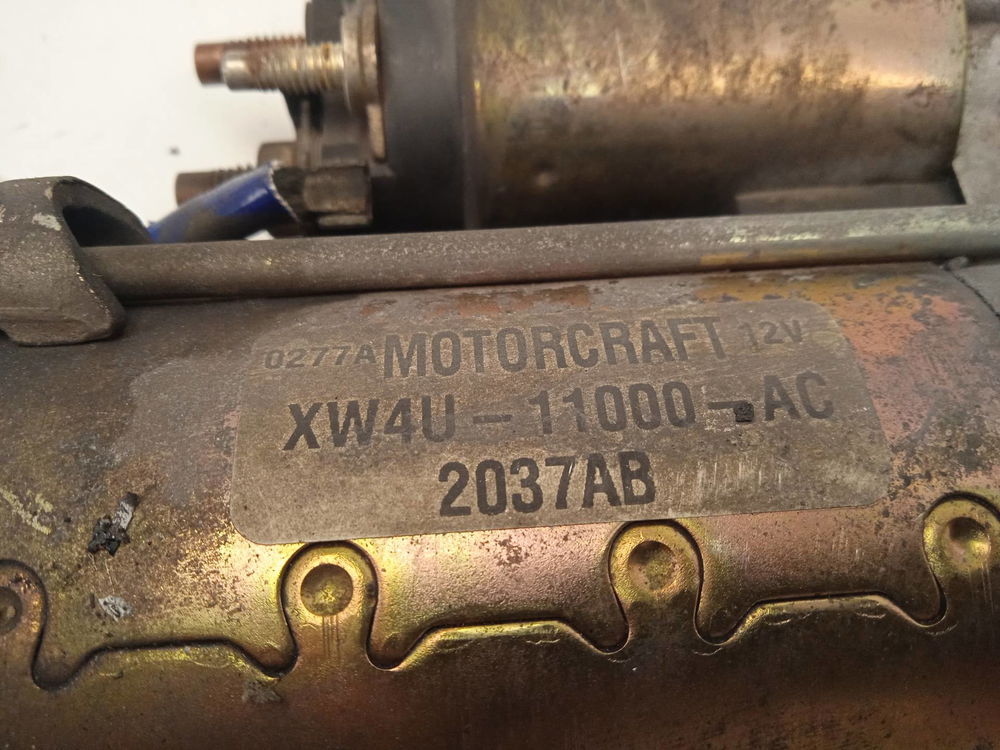 0277A MOTORCRAFT 12V
XW4U-11000-AC
2037AB